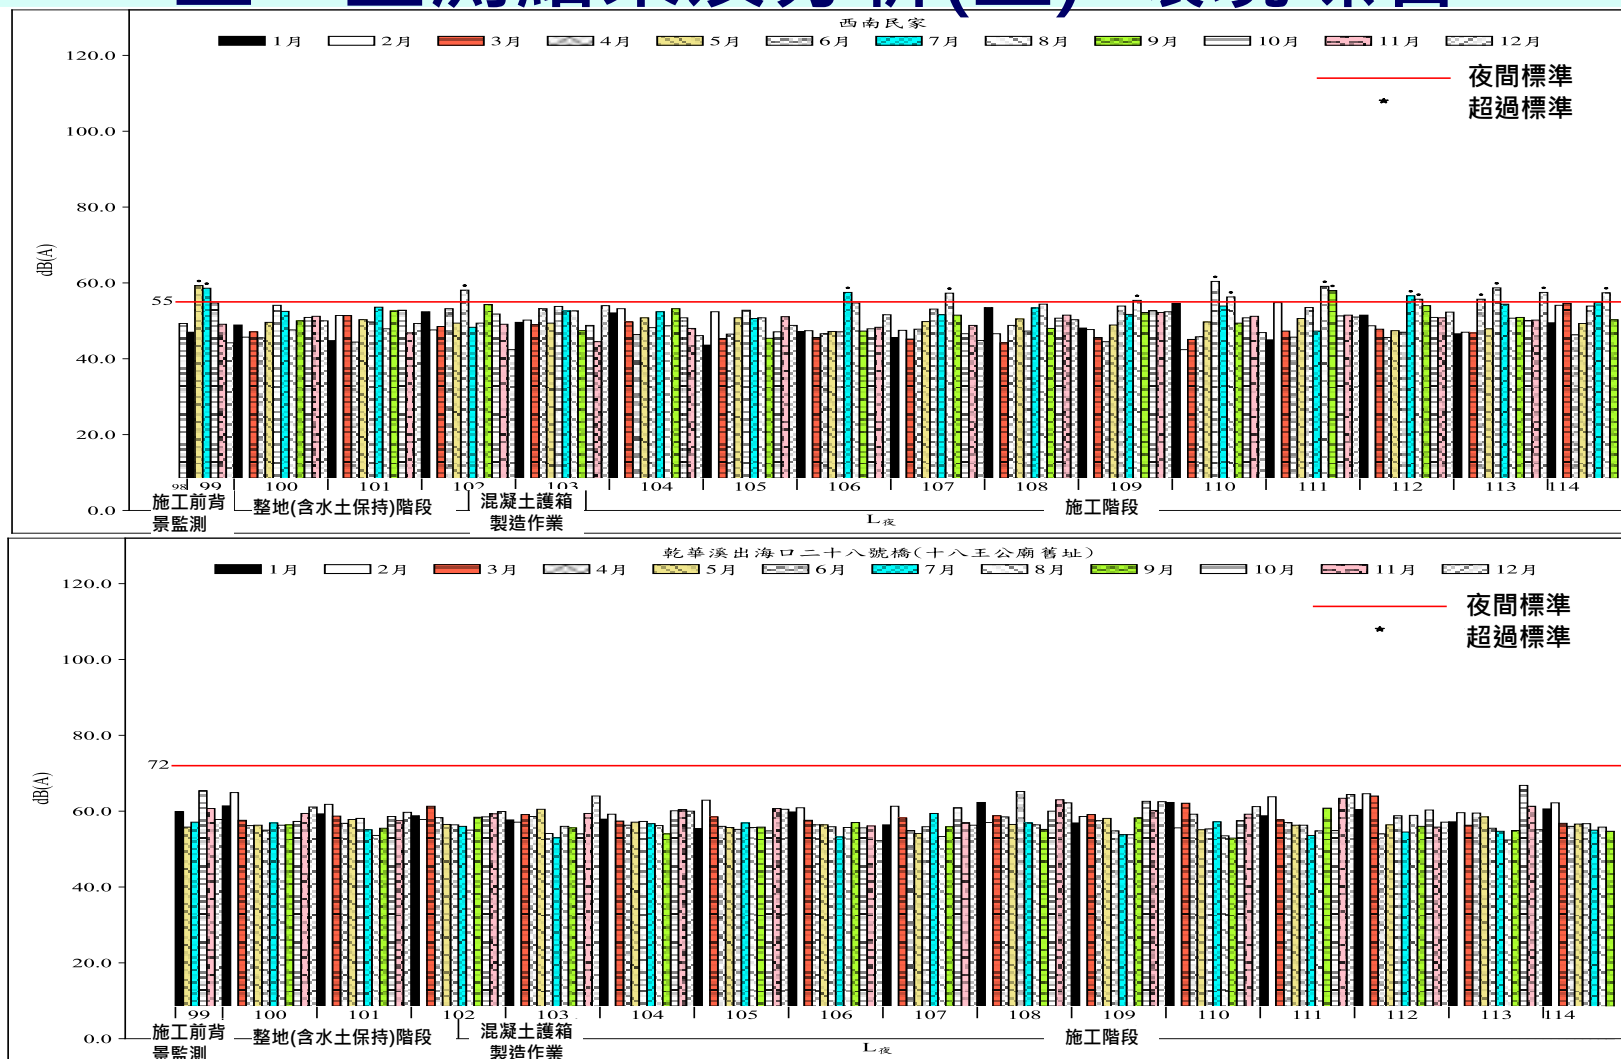 西南民家
1月 2月 3月 4月 5月 6月 7月 8月 9月 10月 11月 12月
夜間標準
超過標準
120.0
100.0
80.0
60.0
55
40.0
20.0
0.0
dB(A)
98 99 100 101 102 103 104 105 106 107 108 109 110 111 112 113 114
施工前背景監測
整地(含水土保持)階段
混凝土護箱
製造作業
施工階段
L夜
乾華溪出海口二十八號橋(十八王公廟舊址)
1月 2月 3月 4月 5月 6月 7月 8月 9月 10月 11月 12月
夜間標準
超過標準
120.0
100.0
80.0
72
60.0
40.0
20.0
0.0
dB(A)
99 100 101 102 103 104 105 106 107 108 109 110 111 112 113 114
施工前背
景監測
整地(含水土保持)階段
混凝土護箱
製造作業
施工階段
L夜